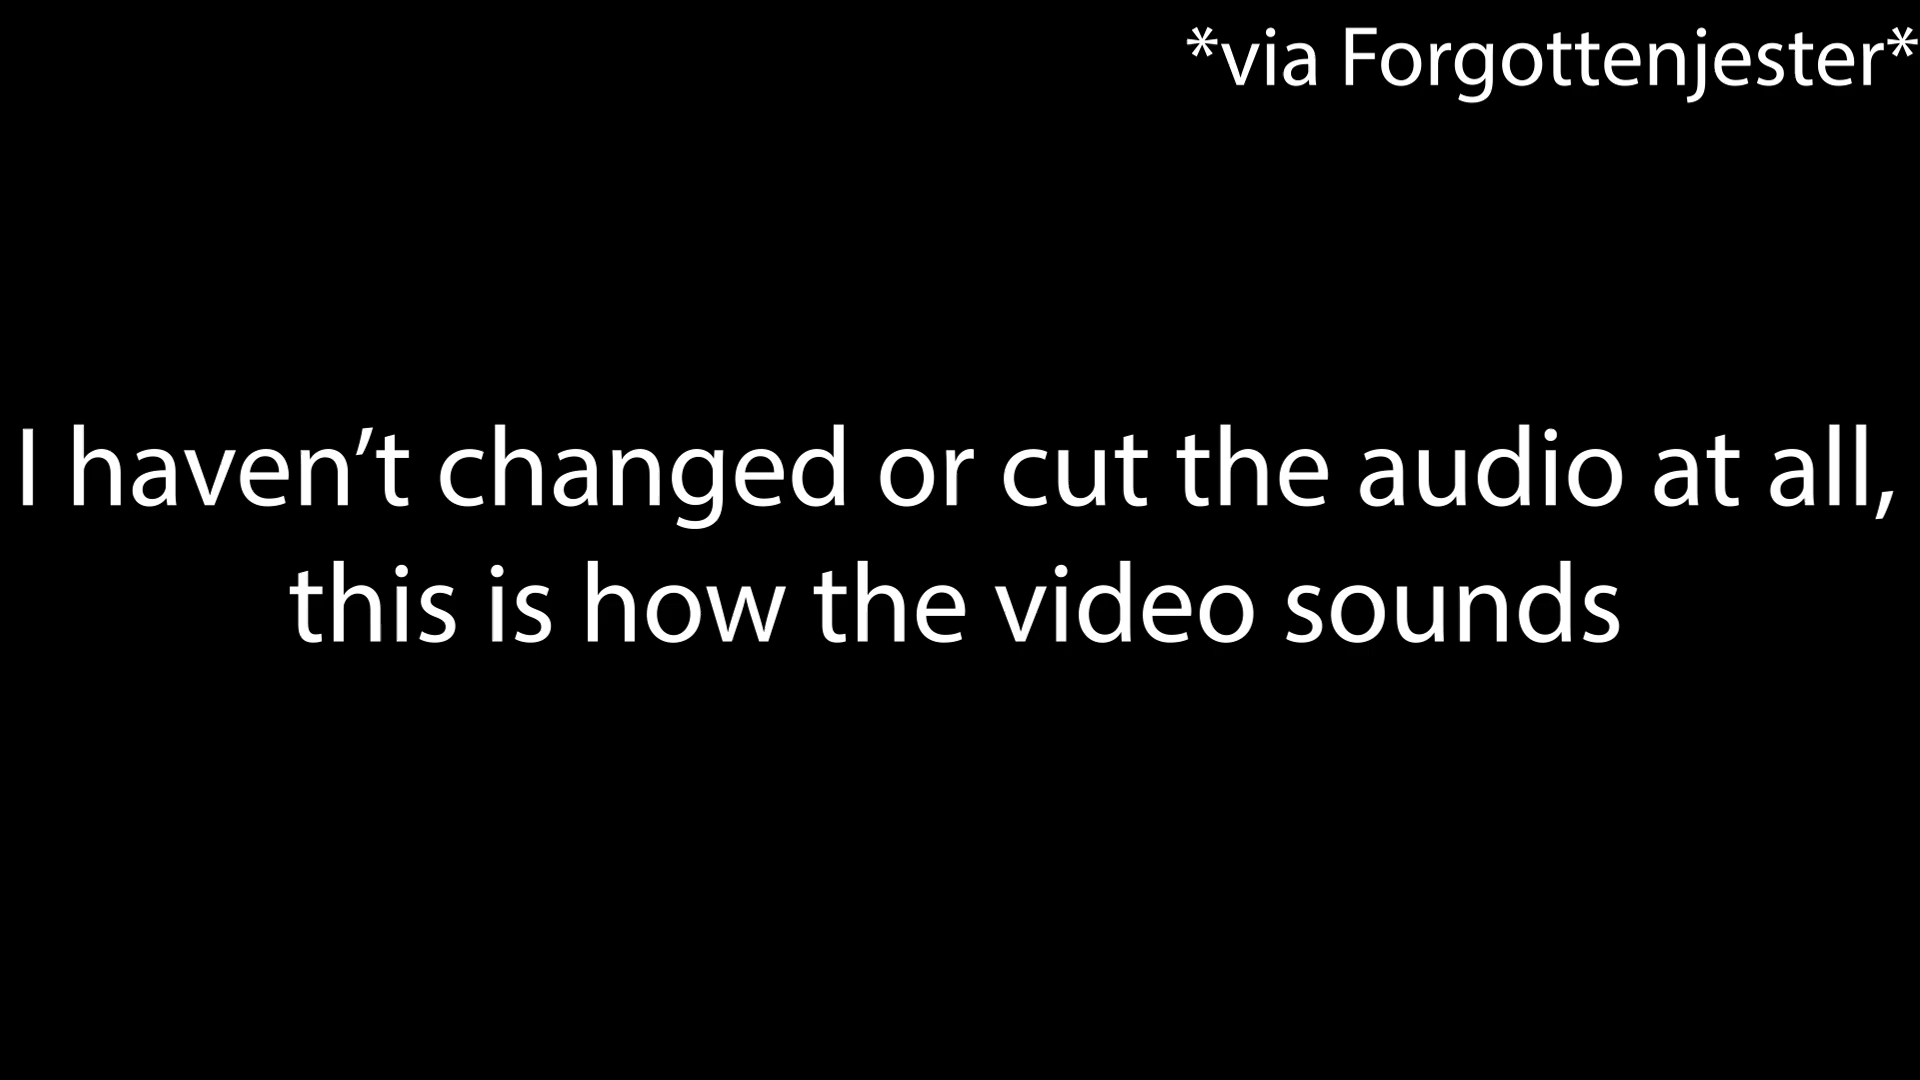 *via Forgottenjester*
I haven’t changed or cut the audio at all,
this is how the video sounds